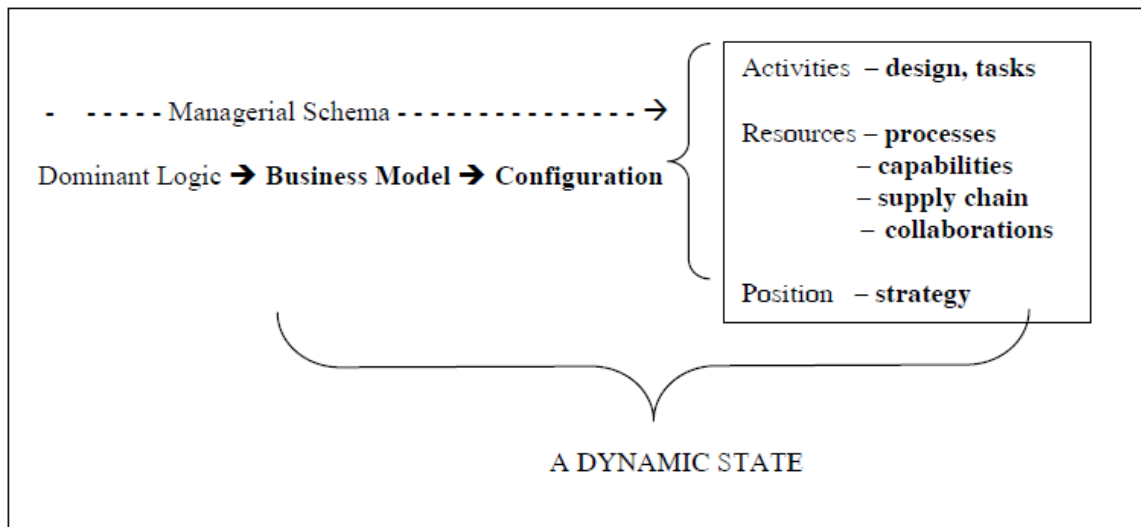 Activities – design, tasks
- - - - - - Managerial Schema - - - - - - - - - - - - - - - →
Resources – processes
Dominant Logic ➔ Business Model ➔ Configuration
– capabilities
– supply chain
– collaborations
Position – strategy
A DYNAMIC STATE